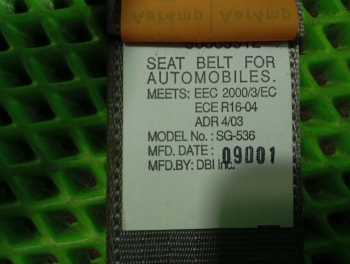 SEAT BELT FOR
AUTOMOBILES.
MEETS: EEC 2000/3/EC
ECE R16-04
ADR 4/03
MODEL No.: SG-536
MFD. DATE: 09001
MFD.BY: DBI Inc.